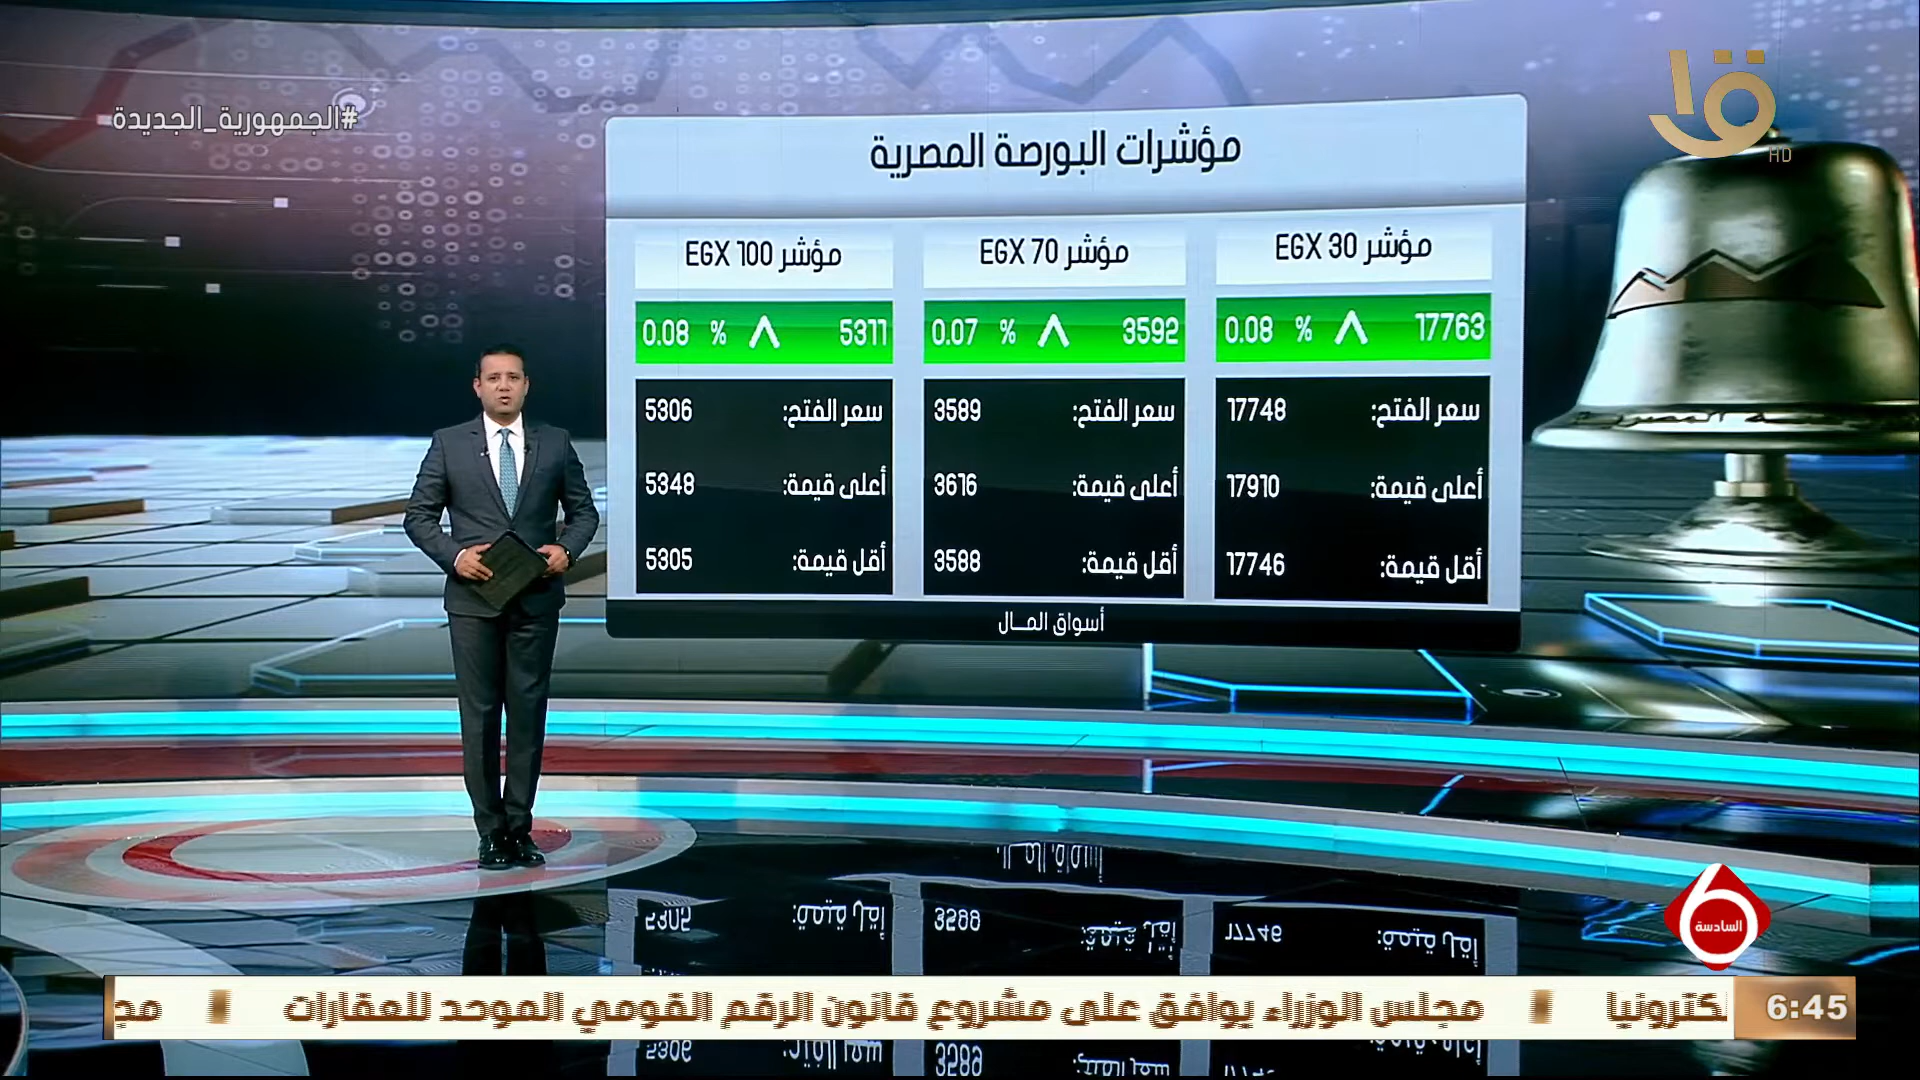 #الجمهورية_الجديدة
HD
مؤشرات البورصة المصرية
مؤشر EGX 30
17763 % 0.08
سعر الفتح: 17748
أعلى قيمة: 17910
أقل قيمة: 17746
مؤشر EGX 70
3592 % 0.07
سعر الفتح: 3589
أعلى قيمة: 3616
أقل قيمة: 3588
مؤشر EGX 100
5311 % 0.08
سعر الفتح: 5306
أعلى قيمة: 5348
أقل قيمة: 5305
أسواق المـال
السادسة
6:45
مجلس الوزراء يوافق على مشروع قانون الرقم القومي الموحد للعقارات